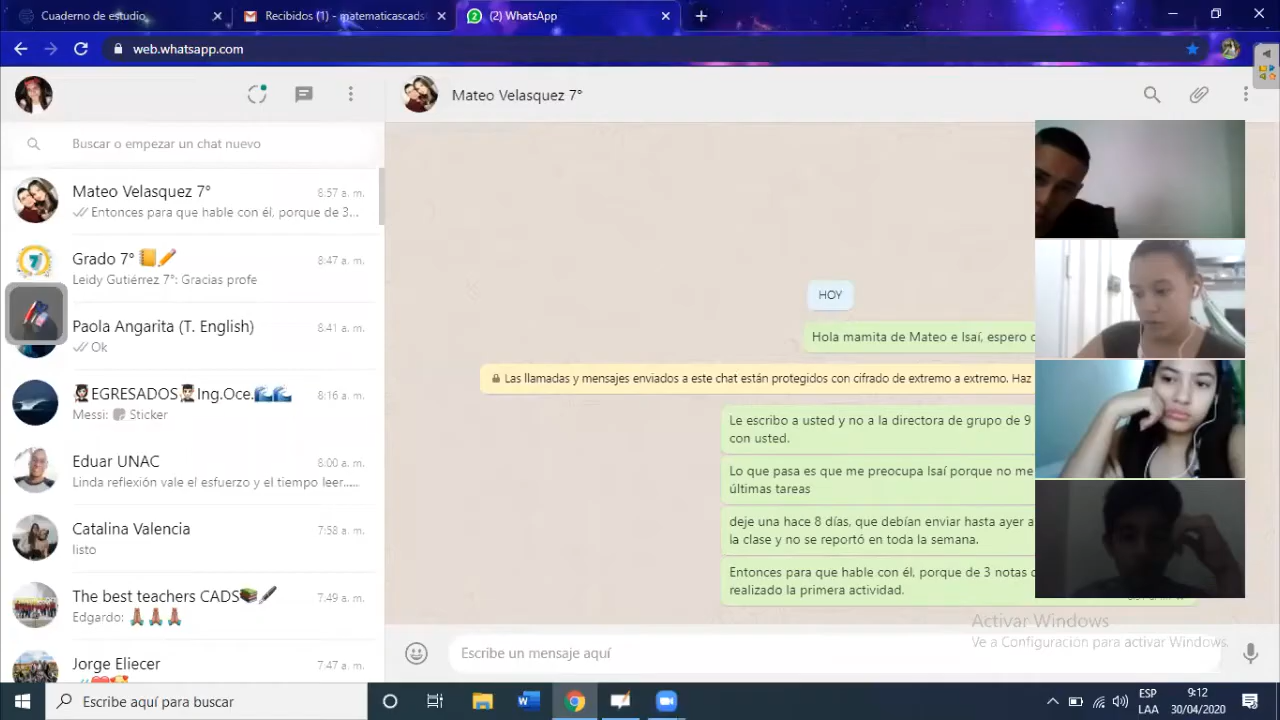 Cuaderno de estudio
Recibidos (1) - matematicascads
(2) WhatsApp
web.whatsapp.com
Mateo Velasquez 7°
Buscar o empezar un chat nuevo
Mateo Velasquez 7°
8:57 a. m.
Entonces para que hable con él, porque de 3...
Grado 7°
8:47 a. m.
Leidy Gutiérrez 7°: Gracias profe
Paola Angarita (T. English)
8:41 a. m.
Ok
EGRESADOS Ing.Oce.
8:16 a. m.
Messi: Sticker
Eduar UNAC
8:00 a. m.
Linda reflexión vale el esfuerzo y el tiempo leer.....
Catalina Valencia
7:58 a. m.
listo
The best teachers CADS
7:49 a. m.
Edgardo:
Jorge Eliecer
7:47 a. m.
HOY
Hola mamita de Mateo e Isaí, espero
Las llamadas y mensajes enviados a este chat están protegidos con cifrado de extremo a extremo. Haz
Le escribo a usted y no a la directora de grupo de 9
con usted.
Lo que pasa es que me preocupa Isaí porque no me
últimas tareas
deje una hace 8 días, que debían enviar hasta ayer a
la clase y no se reportó en toda la semana.
Entonces para que hable con él, porque de 3 notas
realizado la primera actividad.
Activar Windows
Ve a Configuración para activar Windows.
Escribe un mensaje aquí
Escribe aquí para buscar
ESP
LAA
9:12
30/04/2020